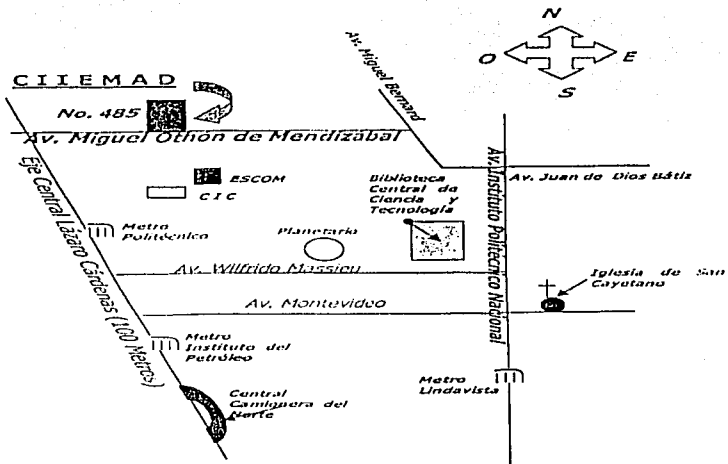 N
O E
S
Av. Miguel Bernard
CIIEMAD
No. 485
Av. Miguel Othón de Mendizábal
Eje Central Lázaro Cárdenas (100 Metros)
ESCOM
CIC
Metro
Politécnico
Planetario
Biblioteca
Central de
Ciencia y
Tecnología
Av. Instituto Politécnico Nacional
Av. Juan de Dios Bátiz
Av. Wilfrido Massieu
Iglesia de San
Cayetano
Av. Montevideo
Metro
Instituto del
Petróleo
Metro
Lindavista
Central
Camionera del
Norte